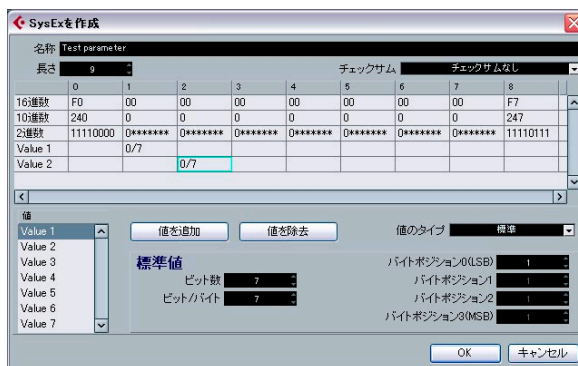 SysExを作成
名称 Test parameter
長さ 9 チェックサム チェックサムなし
0 1 2 3 4 5 6 7 8
16進数 F0 00 00 00 00 00 00 00 F7
10進数 240 0 0 0 0 0 0 0 247
2進数 11110000 0******* 0******* 0******* 0******* 0******* 0******* 0******* 11110111
Value 1 0/7
Value 2 0/7
値
Value 1
Value 2
Value 3
Value 4
Value 5
Value 6
Value 7
値を追加 値を除去 値のタイプ 標準
標準値
ビット数 7
ビット/バイト 7
バイトポジション0(LSB) 1
バイトポジション1 1
バイトポジション2 1
バイトポジション3(MSB) 1
OK キャンセル